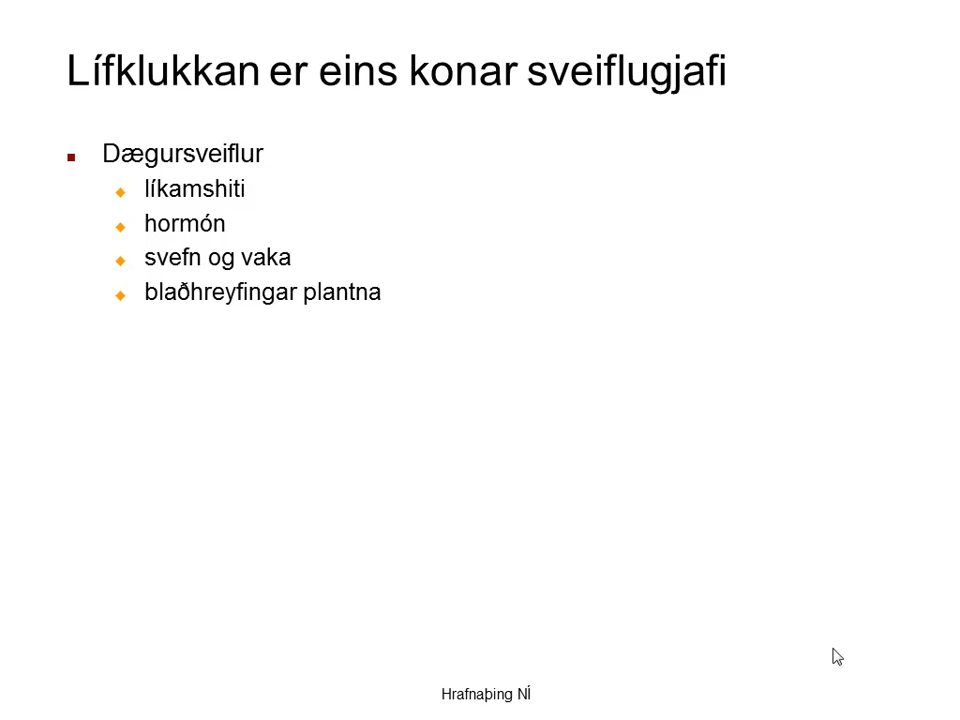 Lífklukkan er eins konar sveiflugjafi
Dægursveiflur
líkamshiti
hormón
svefn og vaka
blaðhreyfingar plantna
Hrafnaþing NÍ